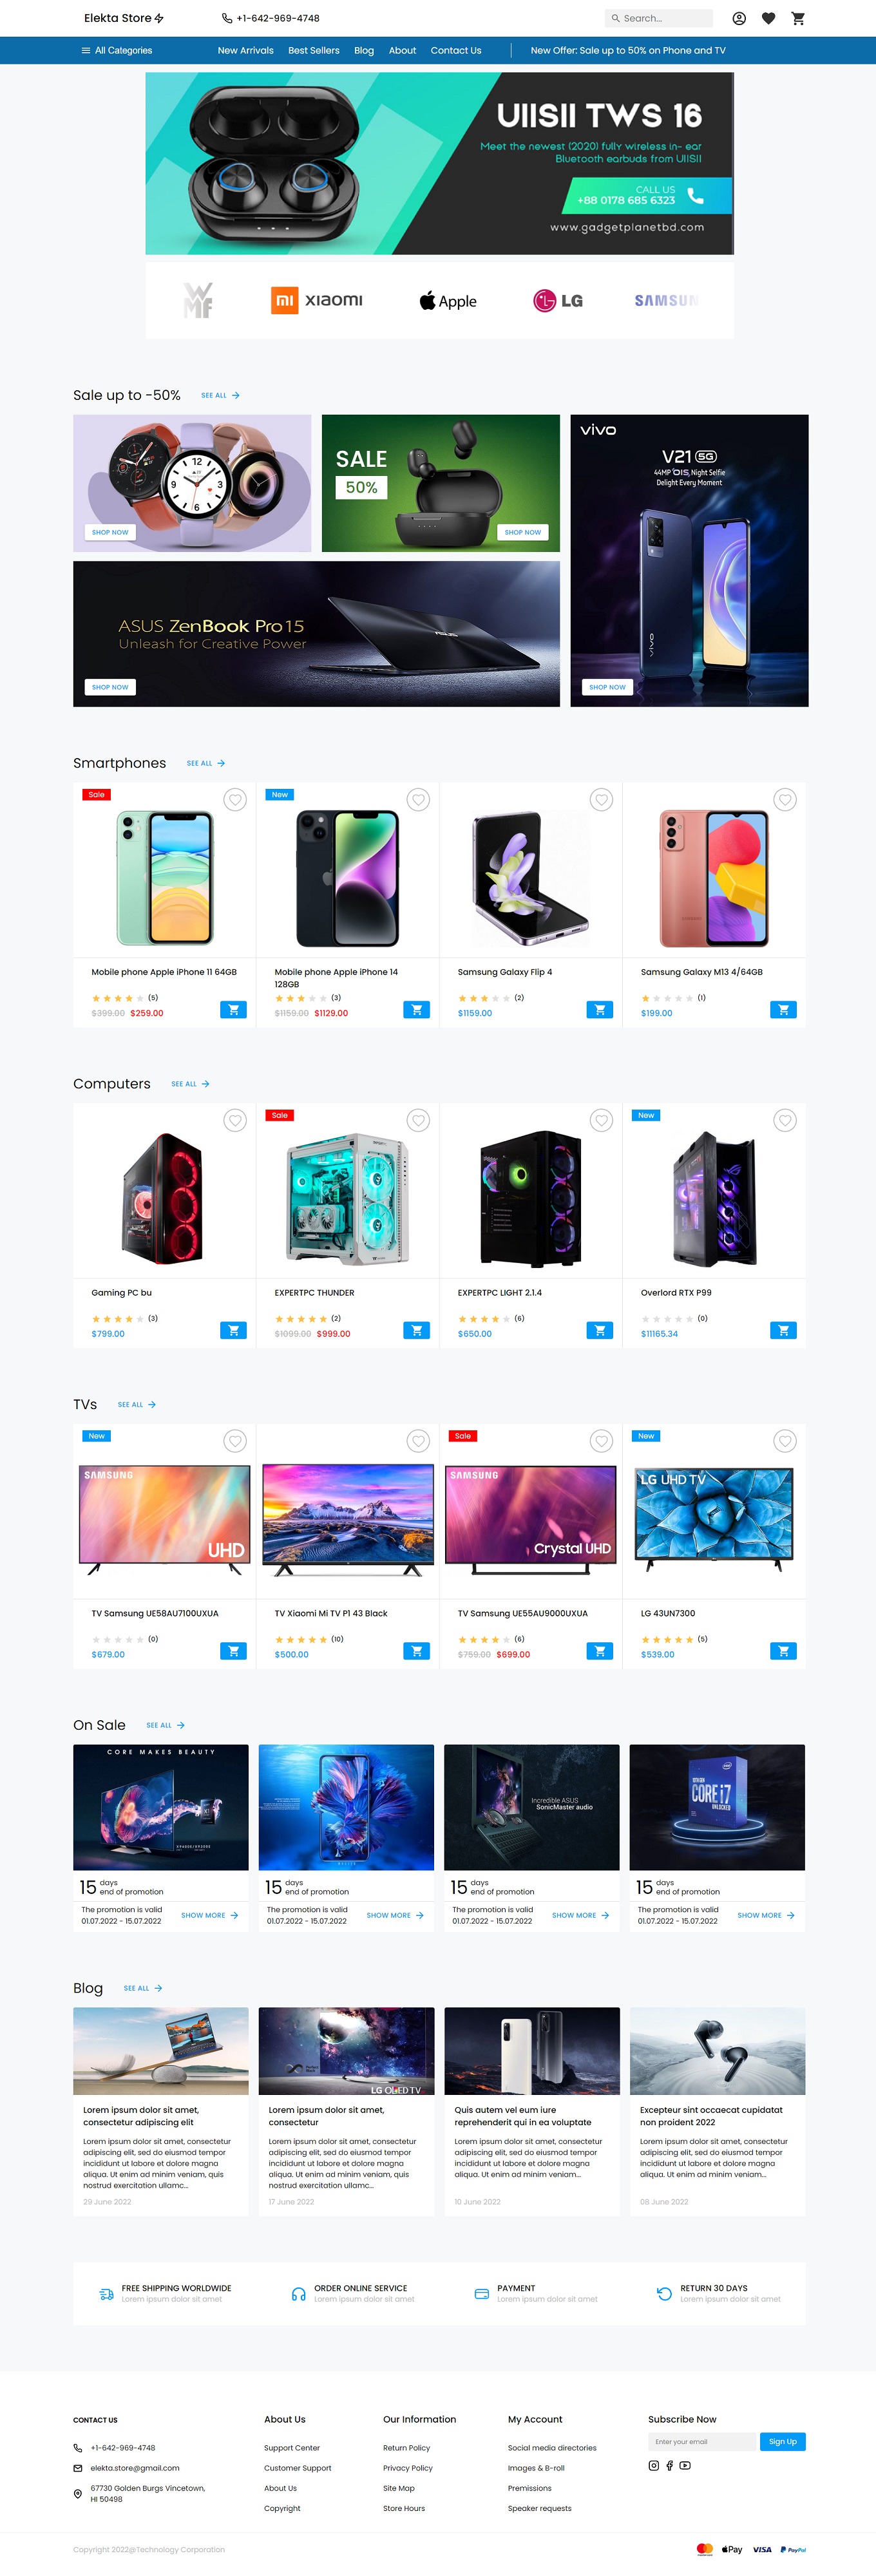 Elekta Store
+1-642-969-4748
Search...
All Categories
New Arrivals
Best Sellers
Blog
About
Contact Us
New Offer: Sale up to 50% on Phone and TV
UIISII TWS 16
Meet the newest (2020) fully wireless in- ear
Bluetooth earbuds from UIISII
CALL US
+88 0178 685 6323
www.gadgetplanetbd.com
WMF
mi XIAOMI
Apple
LG
SAMSUN
Sale up to -50%
SEE ALL
SHOP NOW
SALE
50%
SHOP NOW
vivo
V21 5G
44MP OIS Night Selfie
Delight Every Moment
vivo
SHOP NOW
ASUS ZenBook Pro 15
Unleash for Creative Power
SHOP NOW
Smartphones
SEE ALL
Sale
Mobile phone Apple iPhone 11 64GB
(5)
$399.00 $259.00
New
Mobile phone Apple iPhone 14
128GB
(3)
$1159.00 $1129.00
Samsung Galaxy Flip 4
(2)
$1159.00
Samsung Galaxy M13 4/64GB
(1)
$199.00
Computers
SEE ALL
Gaming PC bu
(3)
$799.00
Sale
EXPERTPC THUNDER
(2)
$1099.00 $999.00
EXPERTPC LIGHT 2.1.4
(6)
$650.00
New
Overlord RTX P99
(0)
$11165.34
TVs
SEE ALL
New
SAMSUNG
UHD
TV Samsung UE58AU7100UXUA
(0)
$679.00
TV Xiaomi Mi TV P1 43 Black
(10)
$500.00
Sale
SAMSUNG
Crystal UHD
TV Samsung UE55AU9000UXUA
(6)
$759.00 $699.00
New
LG UHD TV
LG 43UN7300
(5)
$539.00
On Sale
SEE ALL
CORE MAKES BEAUTY
15 days
end of promotion
The promotion is valid
01.07.2022 - 15.07.2022
SHOW MORE
15 days
end of promotion
The promotion is valid
01.07.2022 - 15.07.2022
SHOW MORE
Incredible ASUS
SonicMaster audio
15 days
end of promotion
The promotion is valid
01.07.2022 - 15.07.2022
SHOW MORE
CORE i7
UNLOCKED
15 days
end of promotion
The promotion is valid
01.07.2022 - 15.07.2022
SHOW MORE
Blog
SEE ALL
Lorem ipsum dolor sit amet,
consectetur adipiscing elit
Lorem ipsum dolor sit amet, consectetur
adipiscing elit, sed do eiusmod tempor
incididunt ut labore et dolore magna
aliqua. Ut enim ad minim veniam, quis
nostrud exercitation ullamc...
29 June 2022
LG OLED TV
Lorem ipsum dolor sit amet,
consectetur
Lorem ipsum dolor sit amet, consectetur
adipiscing elit, sed do eiusmod tempor
incididunt ut labore et dolore magna
aliqua. Ut enim ad minim veniam, quis
nostrud exercitation ullamc...
17 June 2022
Quis autem vel eum iure
reprehenderit qui in ea voluptate
Lorem ipsum dolor sit amet, consectetur
adipiscing elit, sed do eiusmod tempor
incididunt ut labore et dolore magna
aliqua. Ut enim ad minim veniam...
10 June 2022
Excepteur sint occaecat cupidatat
non proident 2022
Lorem ipsum dolor sit amet, consectetur
adipiscing elit, sed do eiusmod tempor
incididunt ut labore et dolore magna
aliqua. Ut enim ad minim veniam...
08 June 2022
FREE SHIPPING WORLDWIDE
Lorem ipsum dolor sit amet
ORDER ONLINE SERVICE
Lorem ipsum dolor sit amet
PAYMENT
Lorem ipsum dolor sit amet
RETURN 30 DAYS
Lorem ipsum dolor sit amet
CONTACT US
+1-642-969-4748
elekta.store@gmail.com
67730 Golden Burgs Vincetown,
HI 50498
About Us
Support Center
Customer Support
About Us
Copyright
Our Information
Return Policy
Privacy Policy
Site Map
Store Hours
My Account
Social media directories
Images & B-roll
Premissions
Speaker requests
Subscribe Now
Enter your email
Sign Up
Copyright 2022@Technology Corporation
Pay
VISA
PayPal